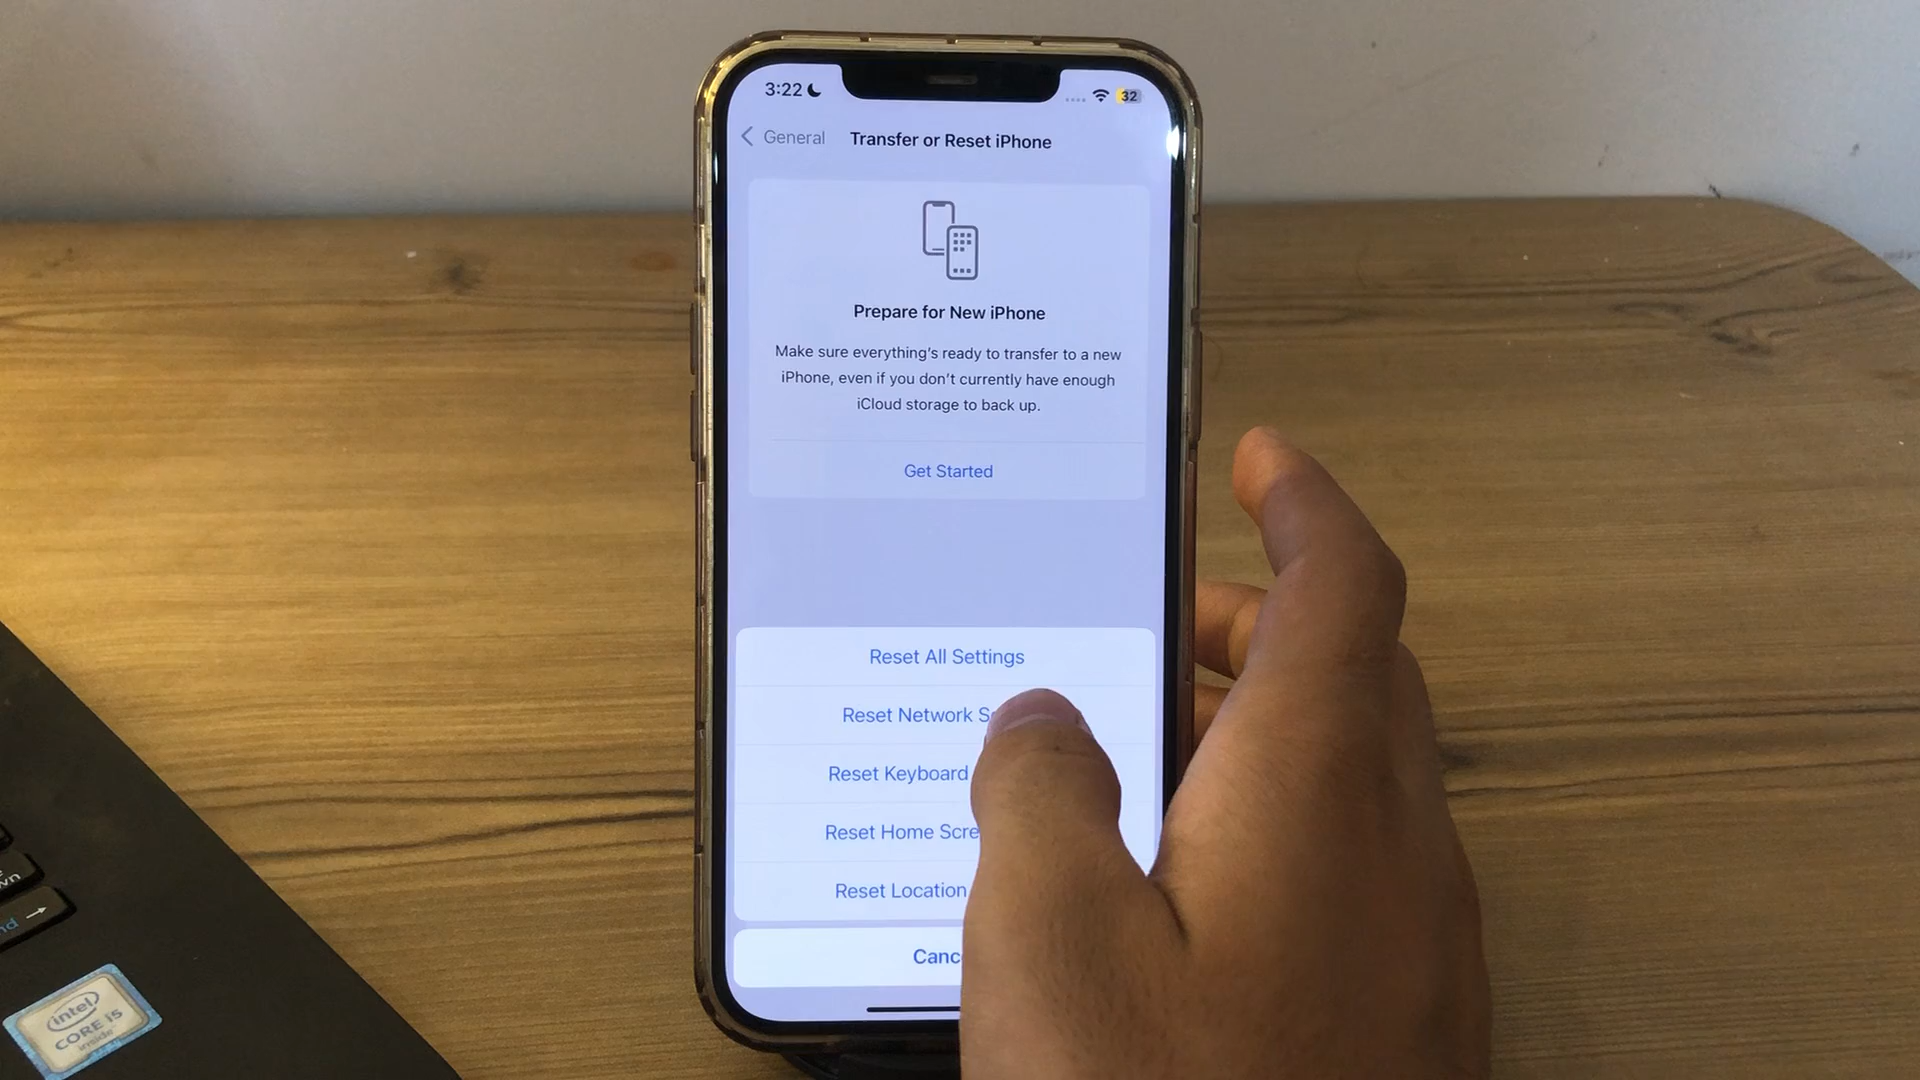 3:22
32
General
Transfer or Reset iPhone
Prepare for New iPhone
Make sure everything's ready to transfer to a new
iPhone, even if you don't currently have enough
iCloud storage to back up.
Get Started
Reset All Settings
Reset Network S
Reset Keyboard
Reset Home Scre
Reset Location
Canc
intel
CORE i5
inside